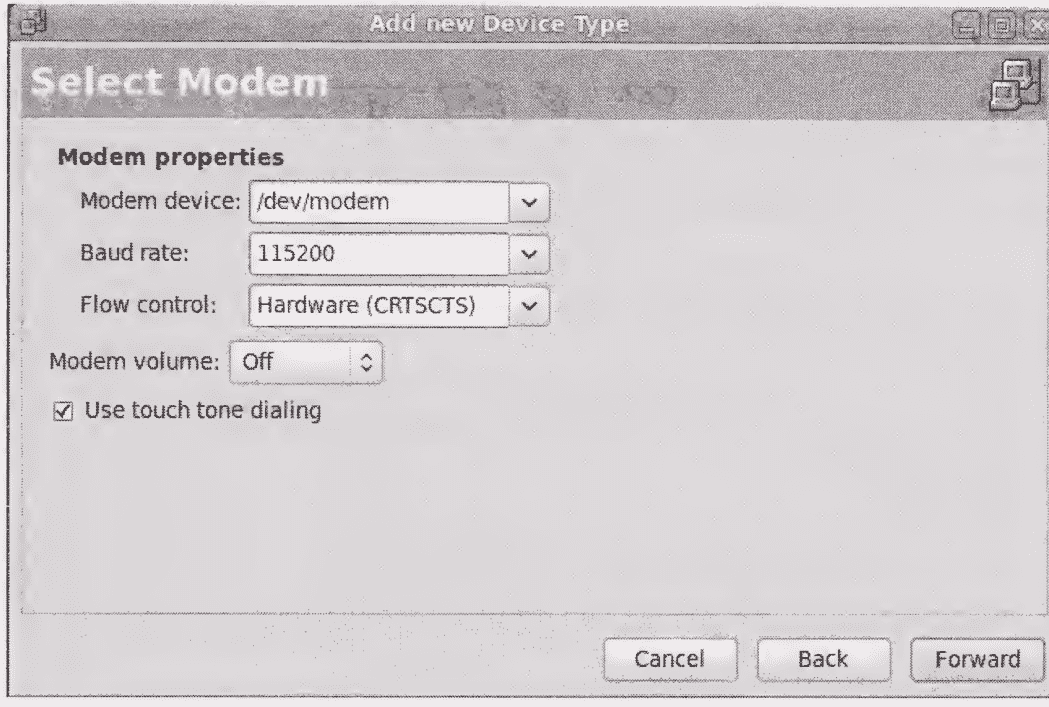 Add new Device Type
Select Modem
Modem properties
Modem device: /dev/modem
Baud rate: 115200
Flow control: Hardware (CRTSCTS)
Modem volume: Off
Use touch tone dialing
Cancel Back Forward